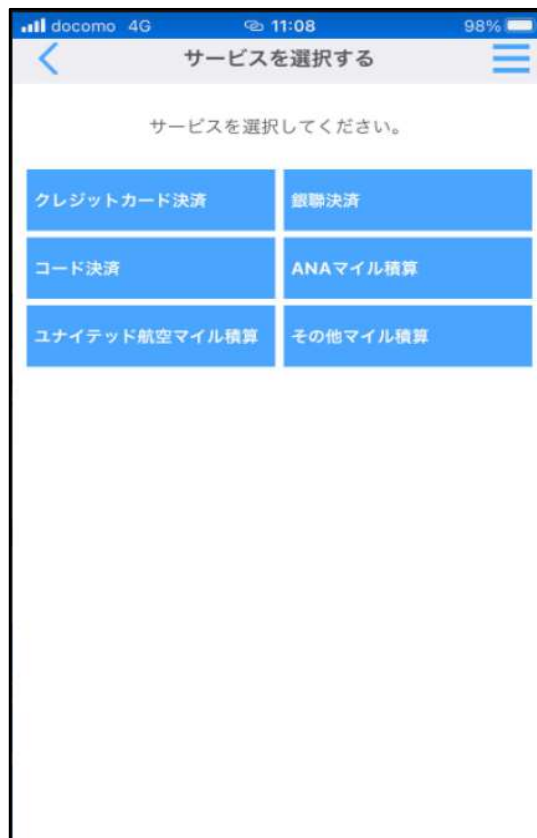 docomo 4G 11:08 98%
サービスを選択する
サービスを選択してください。
クレジットカード決済 銀聯決済
コード決済 ANAマイル積算
ユナイテッド航空マイル積算 その他マイル積算